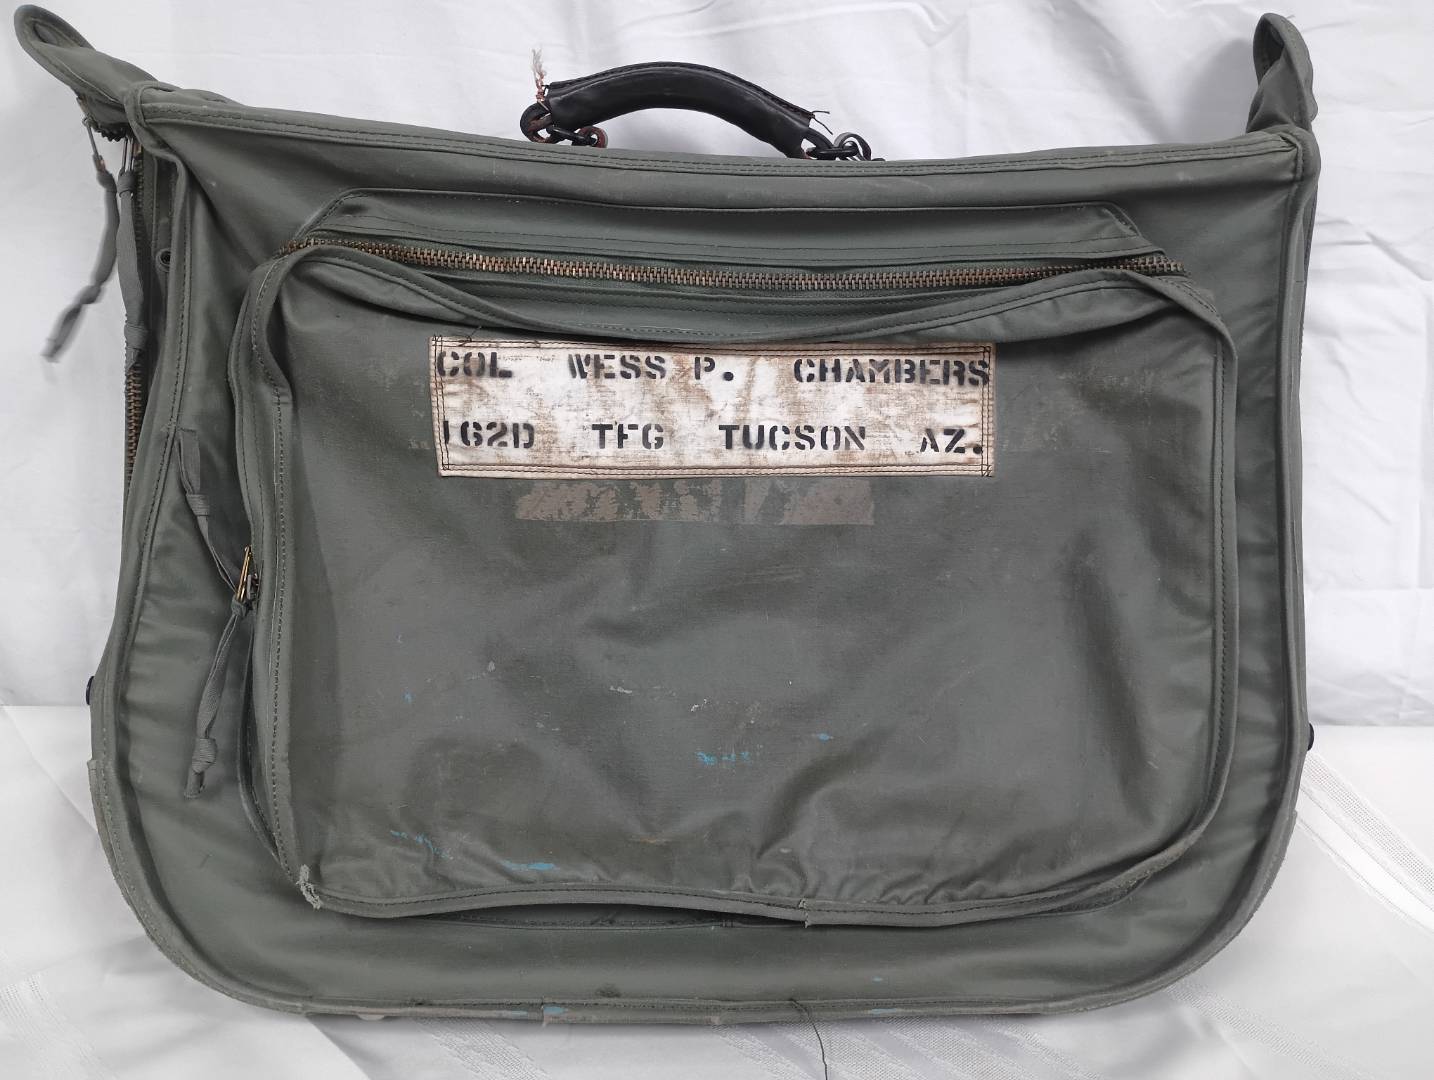 COL WESS P. CHAMBERS
162D TFG TUCSON AZ.